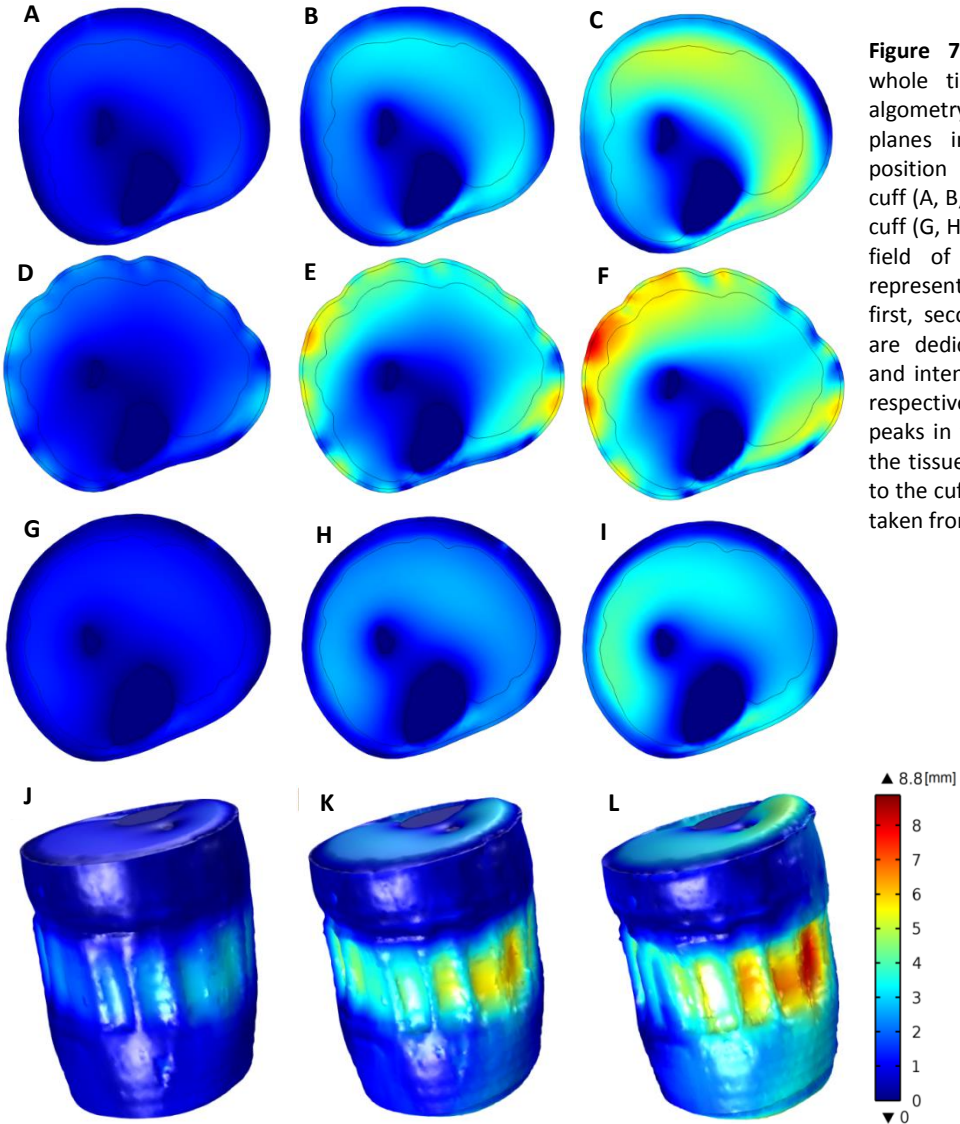 A
B
C
Figure 7
whole ti
algometry
planes in
position
cuff (A, B,
cuff (G, H
field of
represent
first, seco
are dedic
and inter
respective
peaks in
the tissue
to the cuf
taken fror
D
E
F
G
H
I
J
K
L
▲ 8.8[mm]
8
7
6
5
4
3
2
1
0
▼ 0